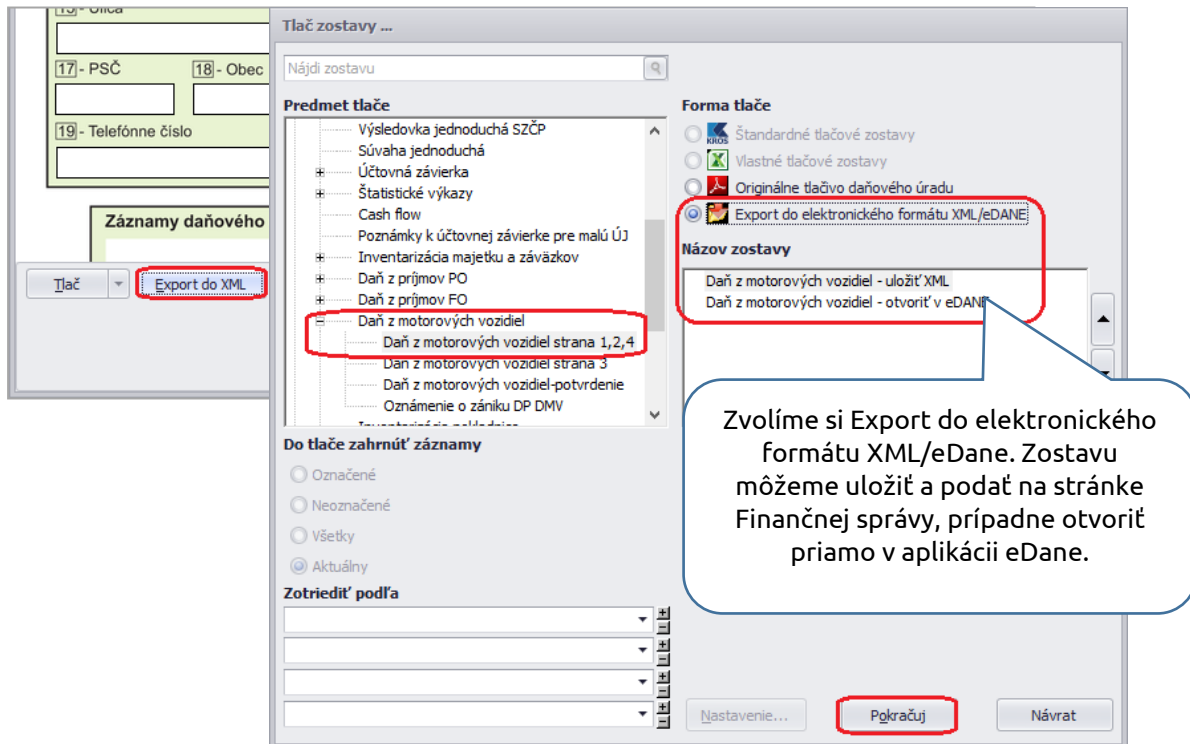 15 - Ulica
17 - PSČ
18 - Obec
19 - Telefónne číslo
Záznamy daňového
Tlač
Export do XML
Tlač zostavy ...
Nájdi zostavu
Predmet tlače
Výsledovka jednoduchá SZČP
Súvaha jednoduchá
Účtovná závierka
Štatistické výkazy
Cash flow
Poznámky k účtovnej závierke pre malú ÚJ
Inventarizácia majetku a záväzkov
Daň z príjmov PO
Daň z príjmov FO
Daň z motorových vozidiel
Daň z motorových vozidiel strana 1,2,4
Daň z motorových vozidiel strana 3
Daň z motorových vozidiel-potvrdenie
Oznámenie o zániku DP DMV
Do tlače zahrnúť záznamy
Označené
Neoznačené
Všetky
Aktuálny
Zotriediť podľa
Forma tlače
KROS
Štandardné tlačové zostavy
Vlastné tlačové zostavy
Originálne tlačivo daňového úradu
Export do elektronického formátu XML/eDANE
Názov zostavy
Daň z motorových vozidiel - uložiť XML
Daň z motorových vozidiel - otvoriť v eDANE
Zvolíme si Export do elektronického
formátu XML/eDane. Zostavu
môžeme uložiť a podať na stránke
Finančnej správy, prípadne otvoriť
priamo v aplikácii eDane.
Nastavenie...
Pokračuj
Návrat